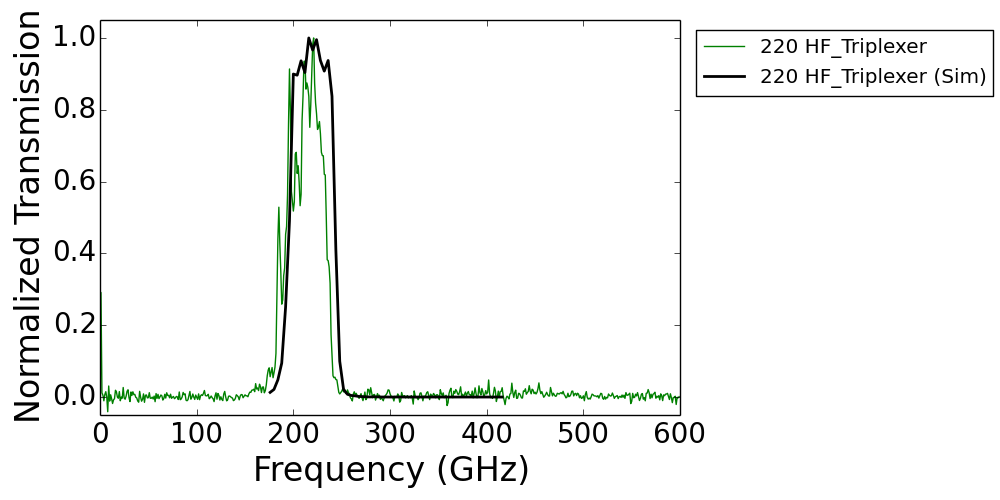 Normalized Transmisssion
1.0
0.8
0.6
0.4
0.2
0.0
0 100 200 300 400 500 600
Frequency (GHz)
220 HF_Triplexer
220 HF_Triplexer (Sim)